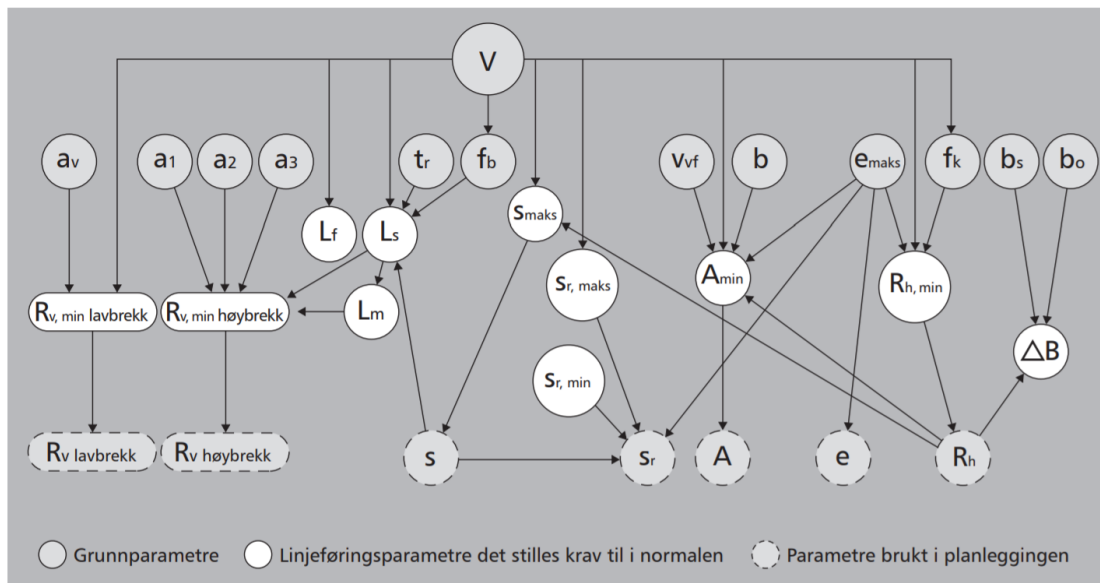 V
av a1 a2 a3 tr fb vvf b emaks fk bs bo
Lf Ls smaks
sr, maks Amin Rh, min
Rv, min lavbrekk Rv, min høybrekk Lm
△B
sr, min
Rv lavbrekk Rv høybrekk s sr A e Rh
Grunnparametre Linjeføringsparametre det stilles krav til i normalen Parametre brukt i planleggingen